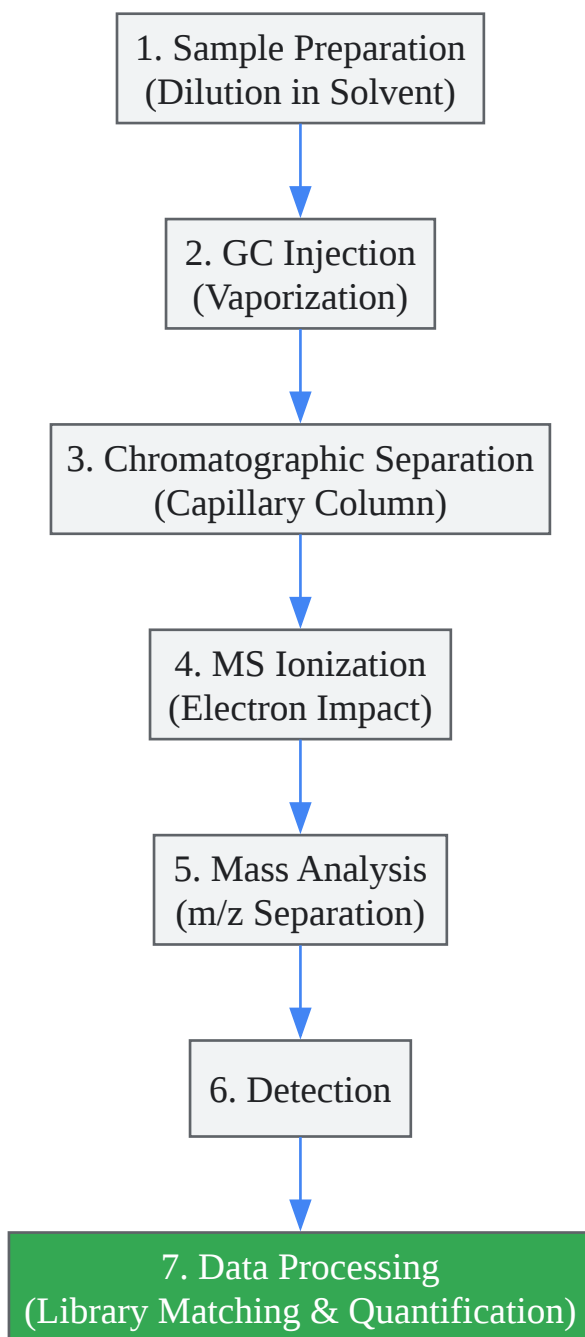 1. Sample Preparation
(Dilution in Solvent)
2. GC Injection
(Vaporization)
3. Chromatographic Separation
(Capillary Column)
4. MS Ionization
(Electron Impact)
5. Mass Analysis
(m/z Separation)
6. Detection
7. Data Processing
(Library Matching & Quantification)